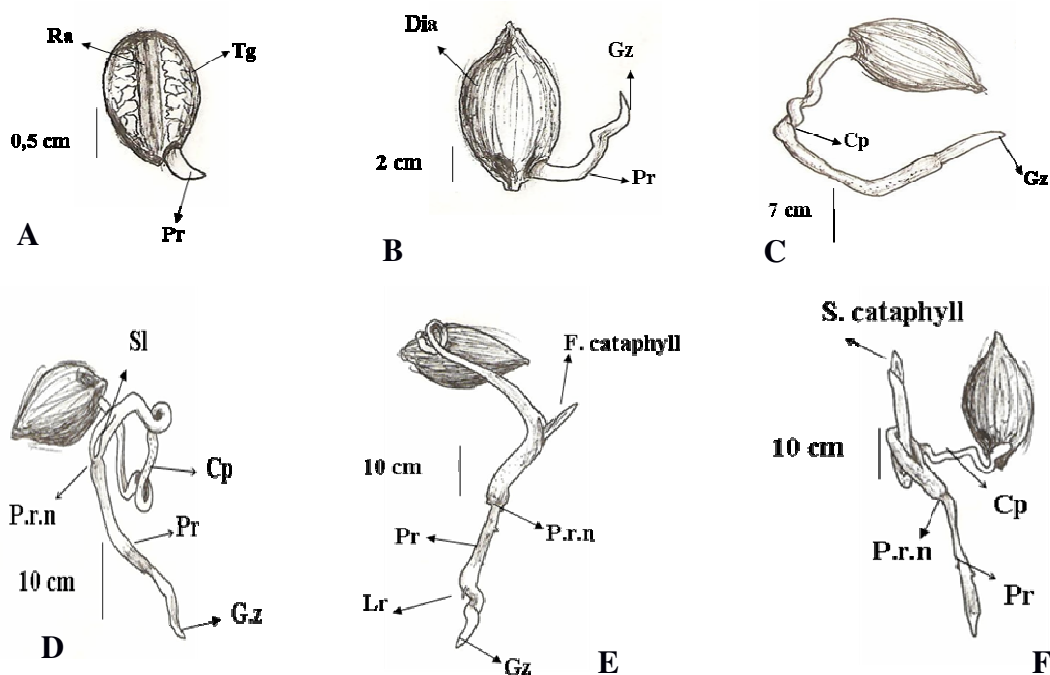 Ra
Tg
0,5 cm
Pr
A
Dia
Gz
2 cm
Pr
B
Cp
Gz
7 cm
C
Sl
Cp
P.r.n
Pr
10 cm
G.z
D
F. cataphyll
10 cm
Pr
P.r.n
Lr
Gz
E
S. cataphyll
10 cm
Cp
P.r.n
Pr
F